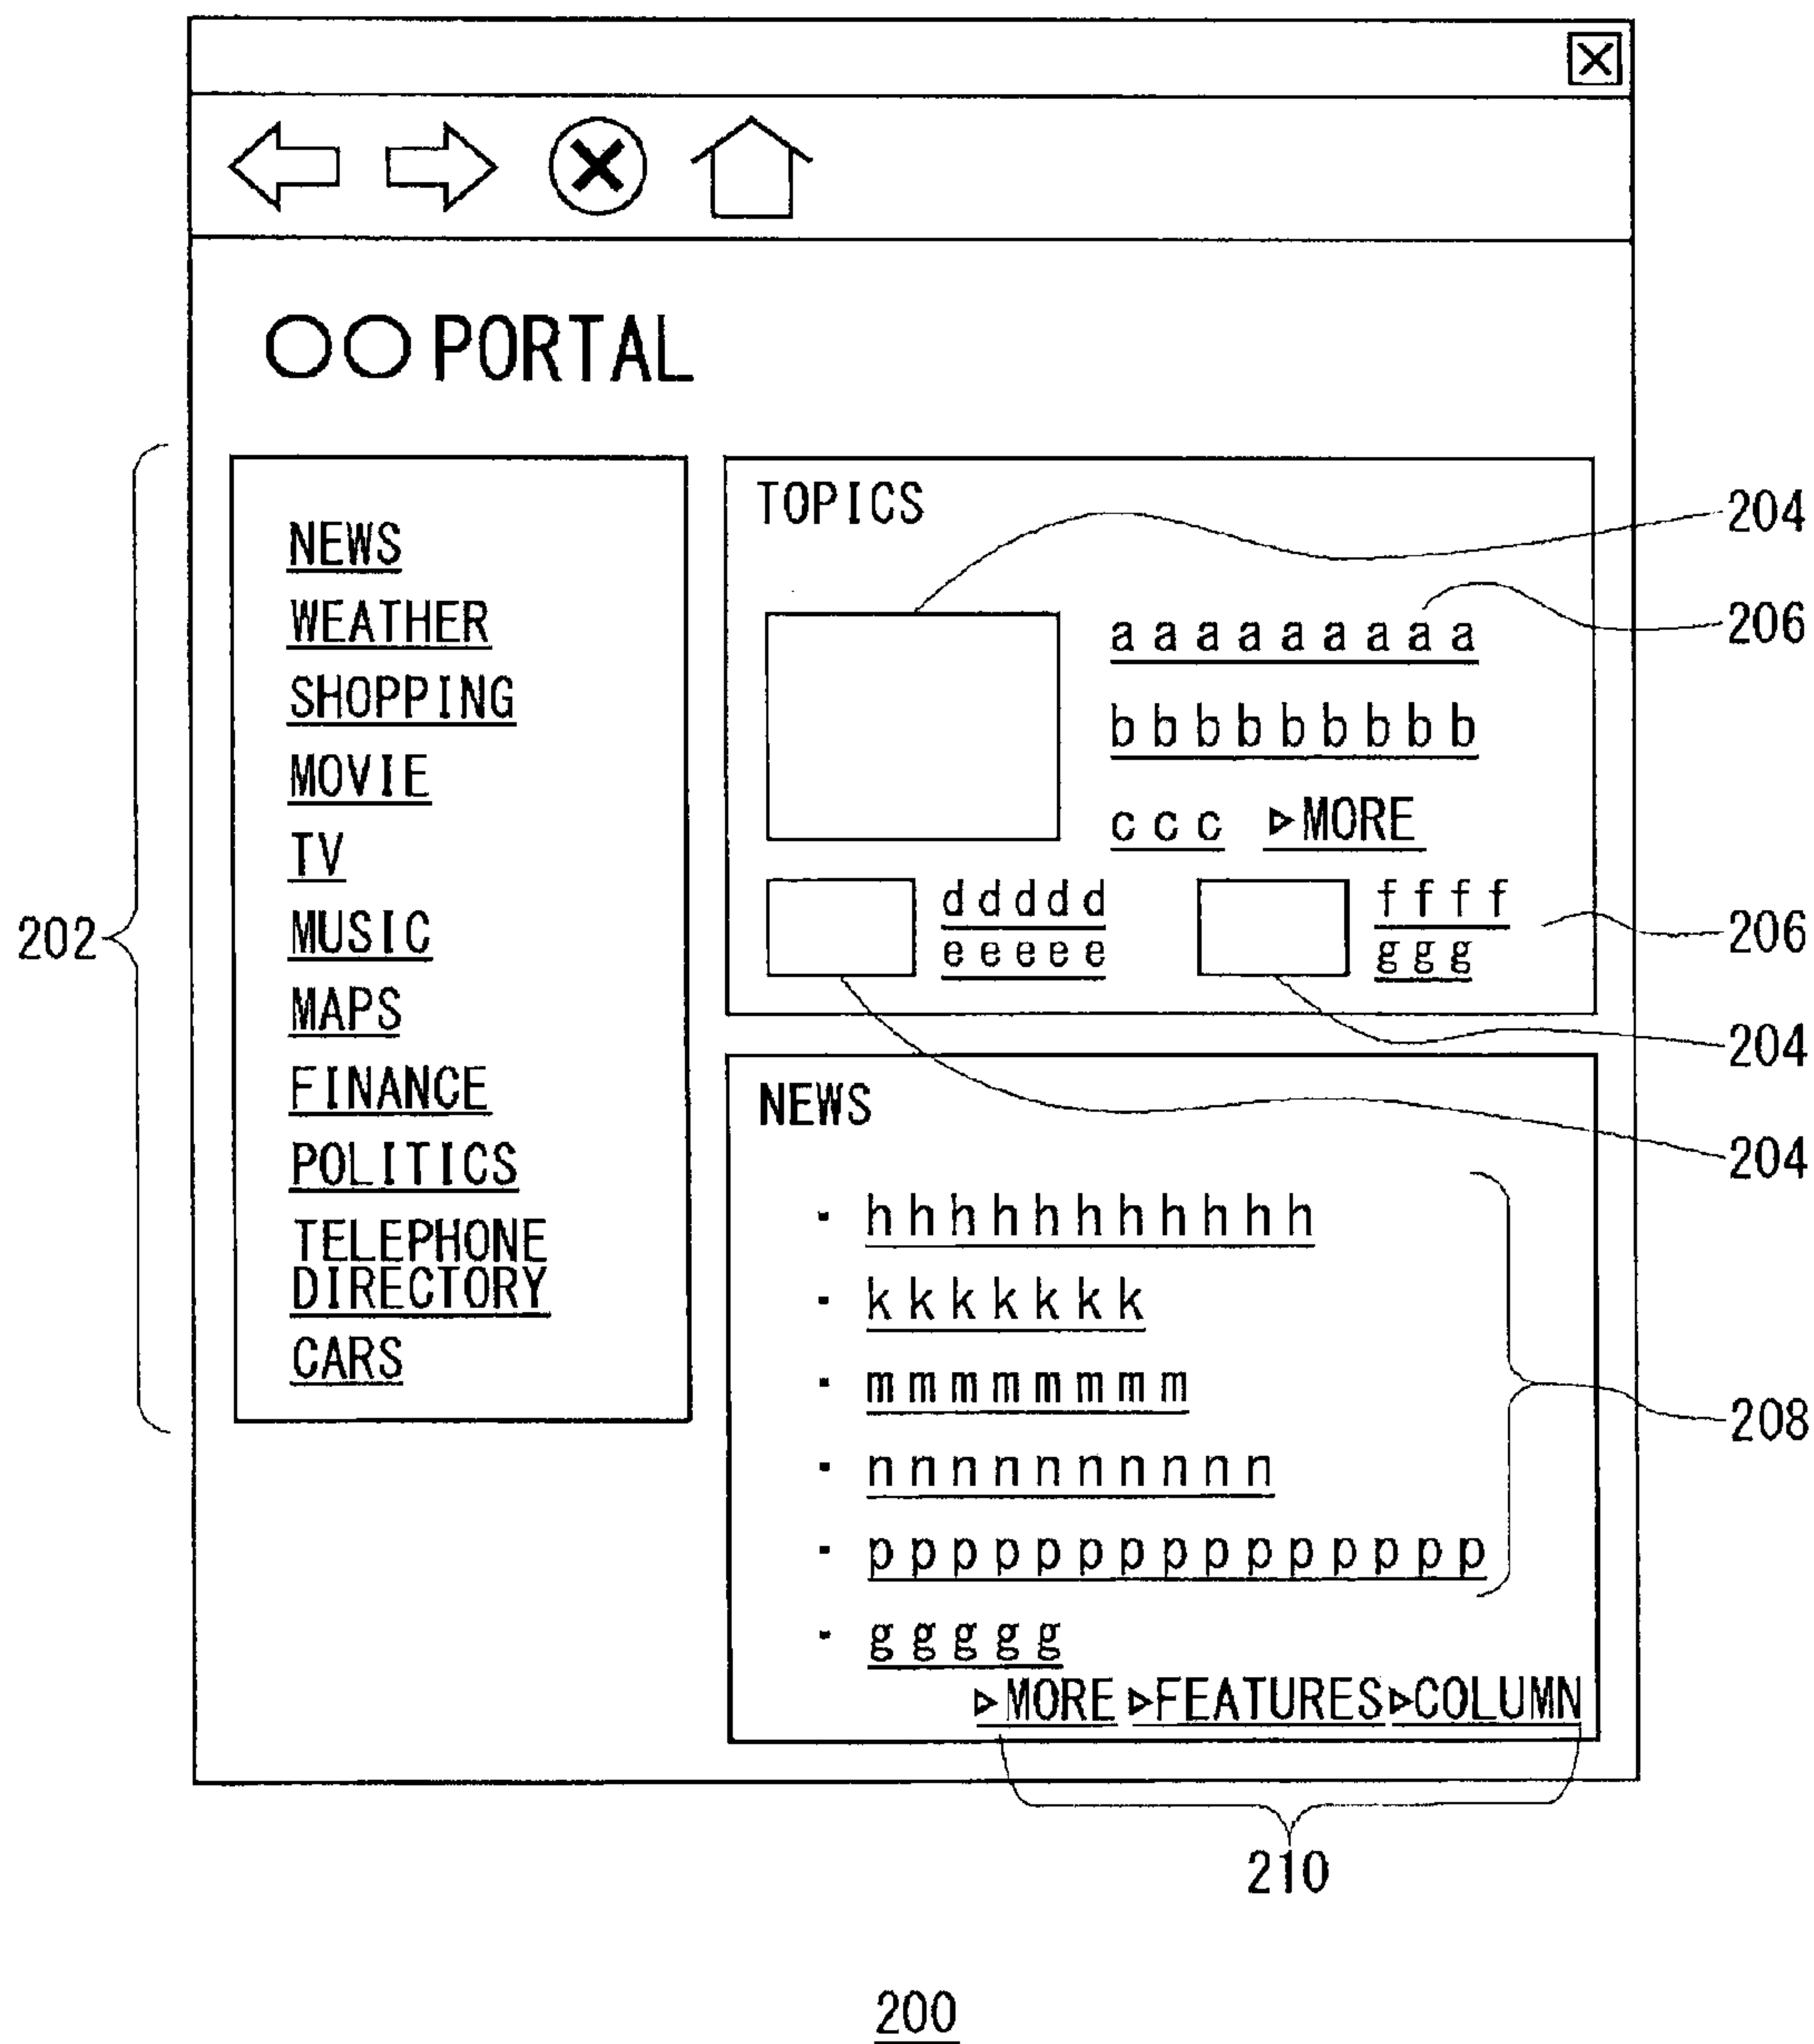 ○○PORTAL
NEWS
WEATHER
SHOPPING
MOVIE
TV
MUSIC
MAPS
FINANCE
POLITICS
TELEPHONE
DIRECTORY
CARS
202
TOPICS
204
a a a a a a a a a
206
b b b b b b b b b
c c c ▷MORE
d d d d d
e e e e e
f f f f
g g g
206
204
204
NEWS
・ h h h h h h h h h h h
・ k k k k k k k
・ m m m m m m m m
・ n n n n n n n n n n
・ p p p p p p p p p p p p p p p
・ g g g g g
208
▷MORE ▷FEATURES ▷COLUMN
210
200